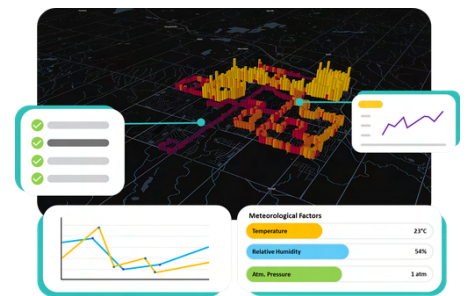 Meteorological Factors
Temperature 23°C
Relative Humidity 54%
Atm. Pressure 1 atm